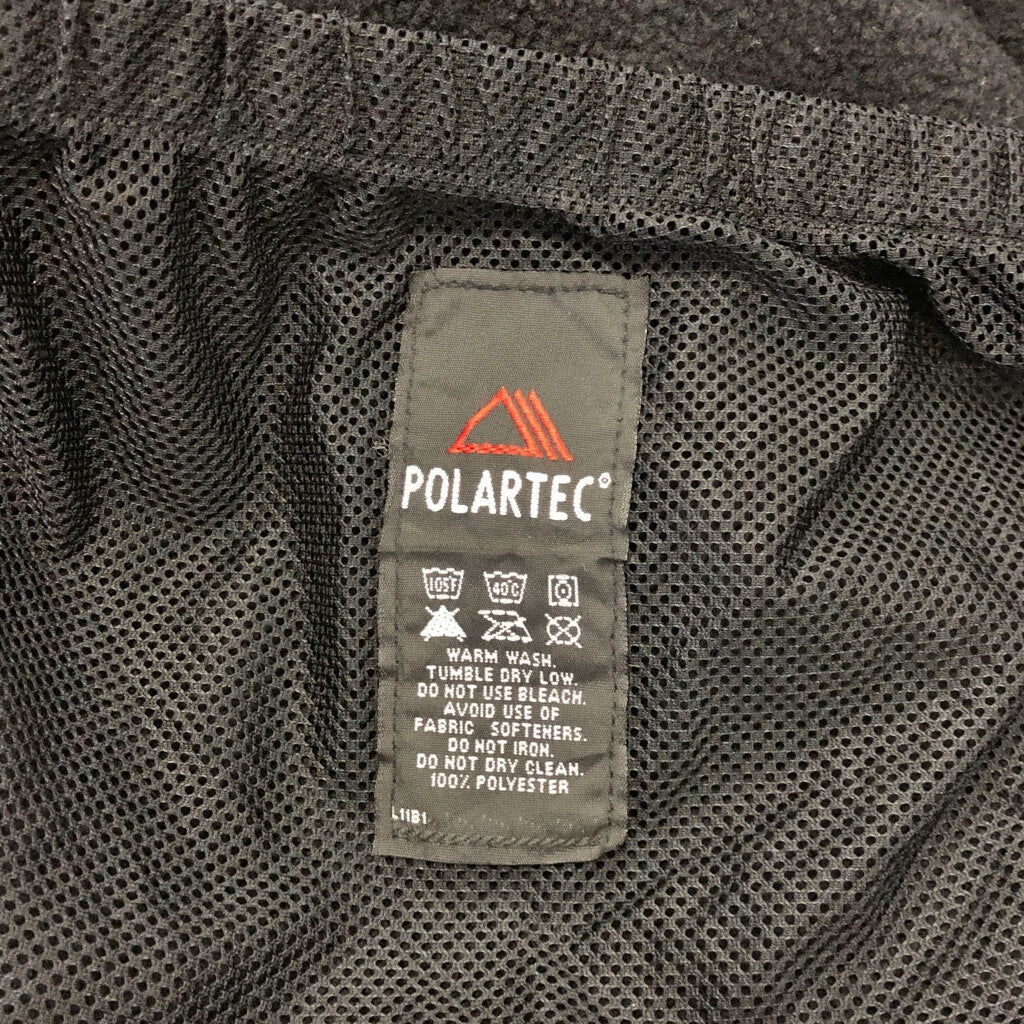 POLARTEC®
105F 40°C
WARM WASH.
TUMBLE DRY LOW.
DO NOT USE BLEACH.
AVOID USE OF
FABRIC SOFTENERS.
DO NOT IRON.
DO NOT DRY CLEAN.
100% POLYESTER
L11B1